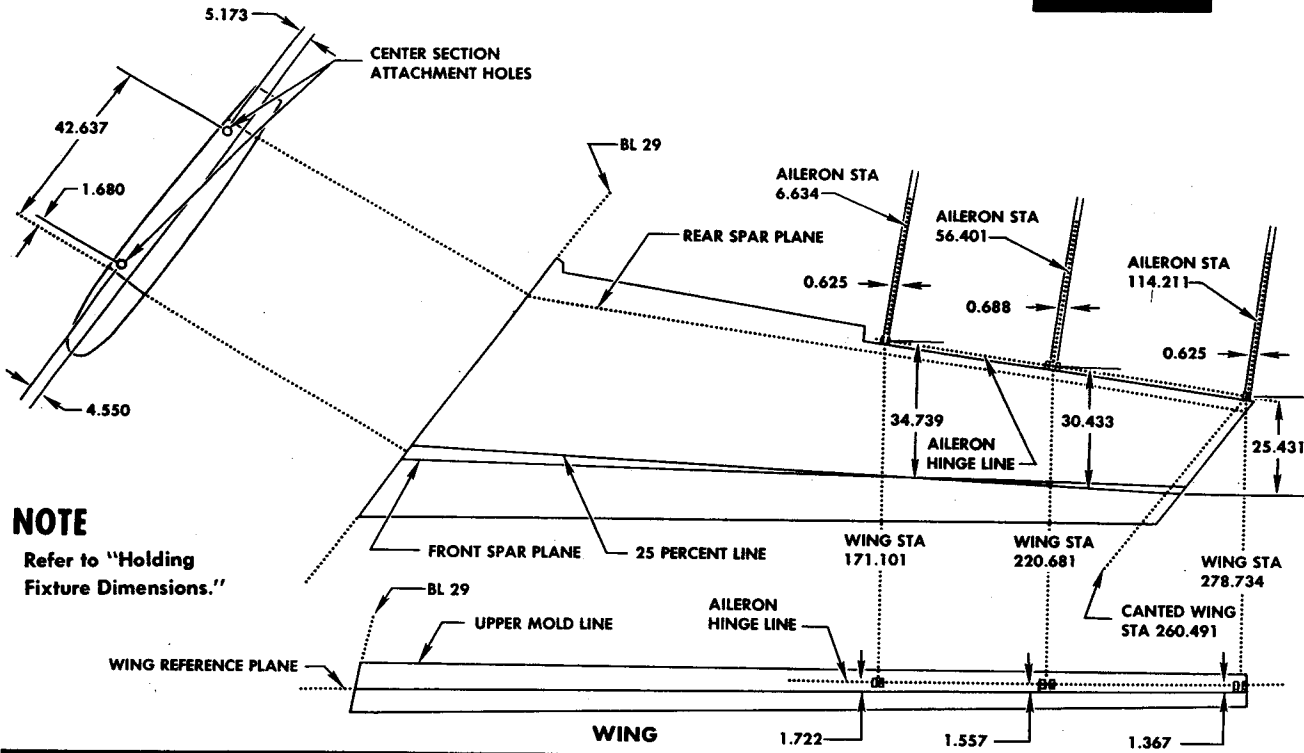 5.173
CENTER SECTION
ATTACHMENT HOLES
42.637
1.680
4.550
BL 29
REAR SPAR PLANE
AILERON STA
6.634
0.625
AILERON STA
56.401
0.688
AILERON STA
114.211
0.625
34.739
30.433
25.431
AILERON
HINGE LINE
NOTE
Refer to "Holding
Fixture Dimensions."
FRONT SPAR PLANE
25 PERCENT LINE
WING STA
171.101
WING STA
220.681
WING STA
278.734
CANTED WING
STA 260.491
BL 29
UPPER MOLD LINE
AILERON
HINGE LINE
WING REFERENCE PLANE
WING
1.722
1.557
1.367